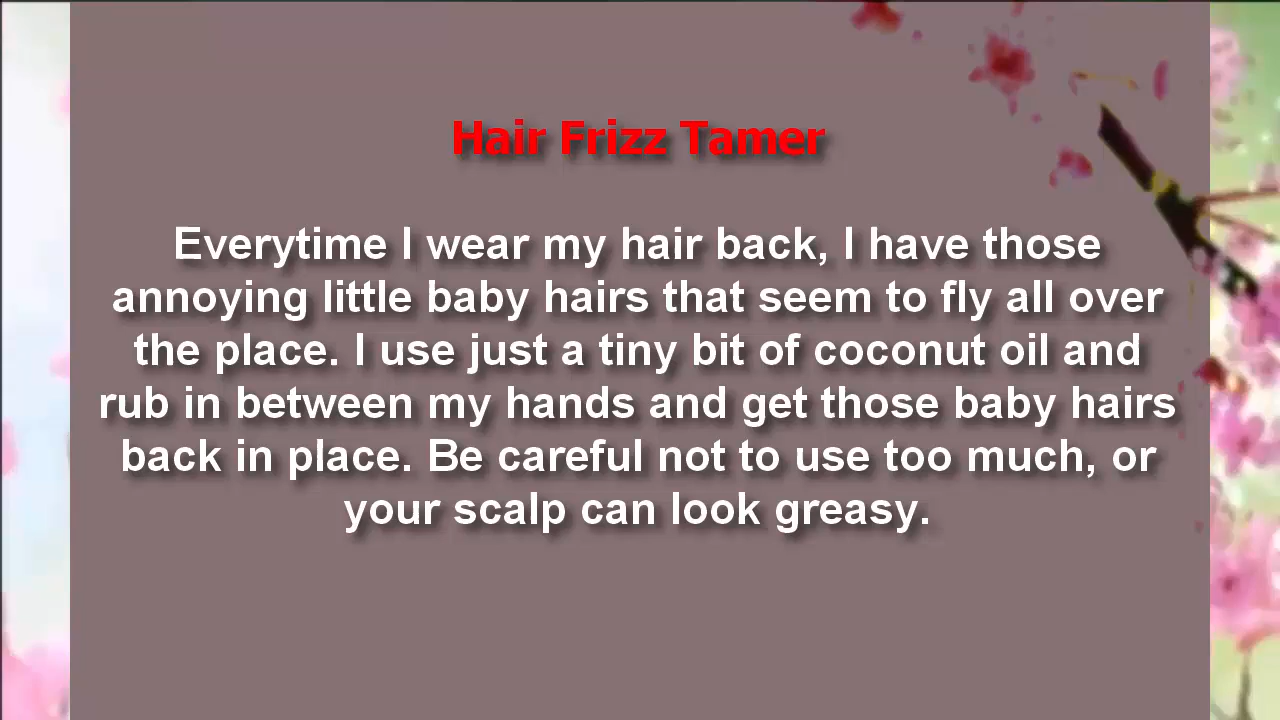 Hair Frizz Tamer
Everytime I wear my hair back, I have those
annoying little baby hairs that seem to fly all over
the place. I use just a tiny bit of coconut oil and
rub in between my hands and get those baby hairs
back in place. Be careful not to use too much, or
your scalp can look greasy.